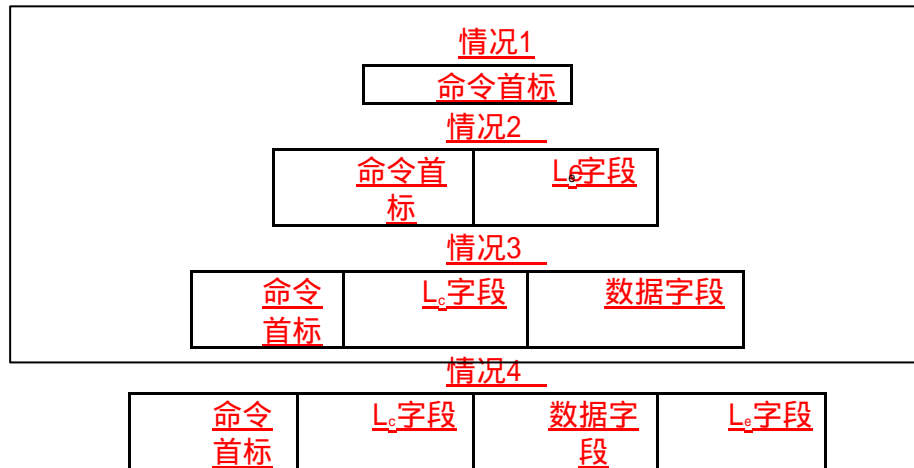 情况1
命令首标
情况2
命令首 Le字段
标
情况3
命令 Lc字段 数据字段
首标
情况4
命令 Lc字段 数据字 Le字段
首标 段